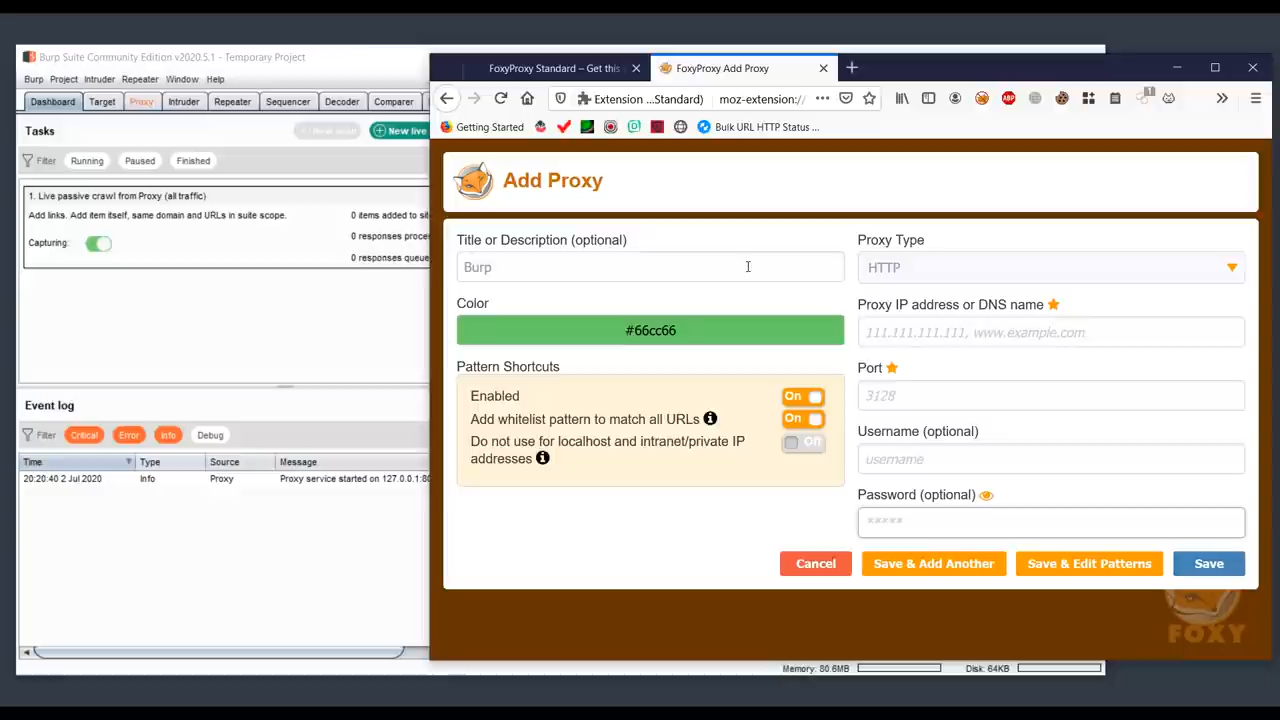 Burp Suite Community Edition v2020.5.1 - Temporary Project
Burp Project Intruder Repeater Window Help
Dashboard Target Proxy Intruder Repeater Sequencer Decoder Comparer
Tasks
New scan
New live
Filter Running Paused Finished
1. Live passive crawl from Proxy (all traffic)
Add links. Add item itself, same domain and URLs in suite scope.
0 items added to
Capturing:
0 responses
0 responses
Event log
Filter Critical Error Info Debug
Time Type Source Message
20:20:40 2 Jul 2020 Info Proxy Proxy service started on 127.0.0.1:
Memory: 80.6MB
Disk: 64KB
FoxyProxy Standard – Get this
FoxyProxy Add Proxy
Extension ...Standard) moz-extension://
ABP
1
Getting Started
Bulk URL HTTP Status ...
Add Proxy
Title or Description (optional)
Burp
Color
#66cc66
Pattern Shortcuts
Enabled On
Add whitelist pattern to match all URLs On
Do not use for localhost and intranet/private IP
addresses Off
Proxy Type
HTTP
Proxy IP address or DNS name
111.111.111.111, www.example.com
Port
3128
Username (optional)
username
Password (optional)
*****
Cancel Save & Add Another Save & Edit Patterns Save
FOXY